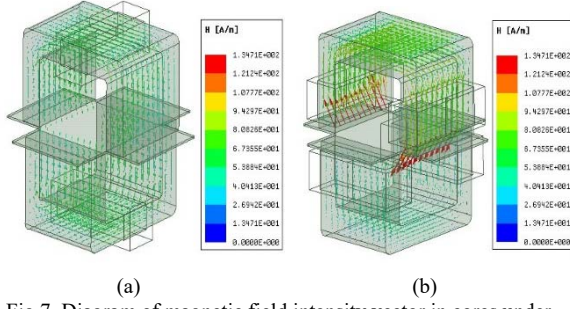 H [A/m]
1.3471E+002
1.2124E+002
1.0777E+002
9.4297E+001
8.0826E+001
6.7355E+001
5.3884E+001
4.0413E+001
2.6942E+001
1.3471E+001
0.0000E+000
H [A/m]
1.3471E+002
1.2124E+002
1.0777E+002
9.4297E+001
8.0826E+001
6.7355E+001
5.3884E+001
4.0413E+001
2.6942E+001
1.3471E+001
0.0000E+000
(a) (b)
Fig.7. Diagram of magnetic field intensity vector in cores under